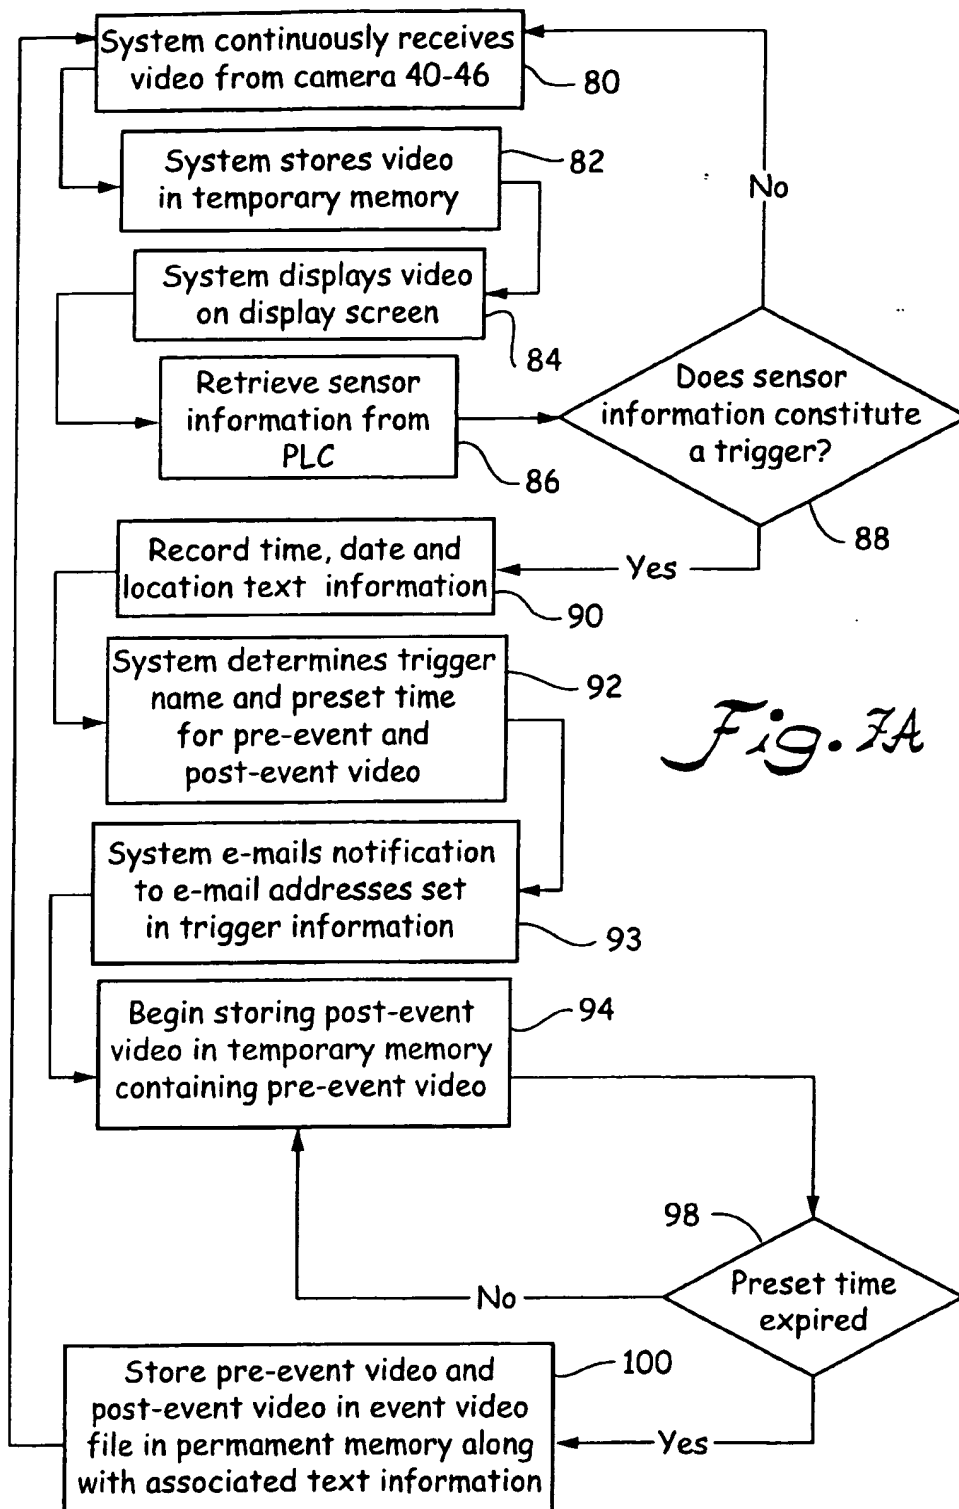 System continuously receives
video from camera 40-46
80
System stores video
in temporary memory
82
No
System displays video
on display screen
84
Retrieve sensor
information from
PLC
86
Does sensor
information constitute
a trigger?
88
Yes
Record time, date and
location text information
90
System determines trigger
name and preset time
for pre-event and
post-event video
92
Fig. 7A
System e-mails notification
to e-mail addresses set
in trigger information
93
Begin storing post-event
video in temporary memory
containing pre-event video
94
98
Preset time
expired
No
Store pre-event video and
post-event video in event video
file in permament memory along
with associated text information
100
Yes